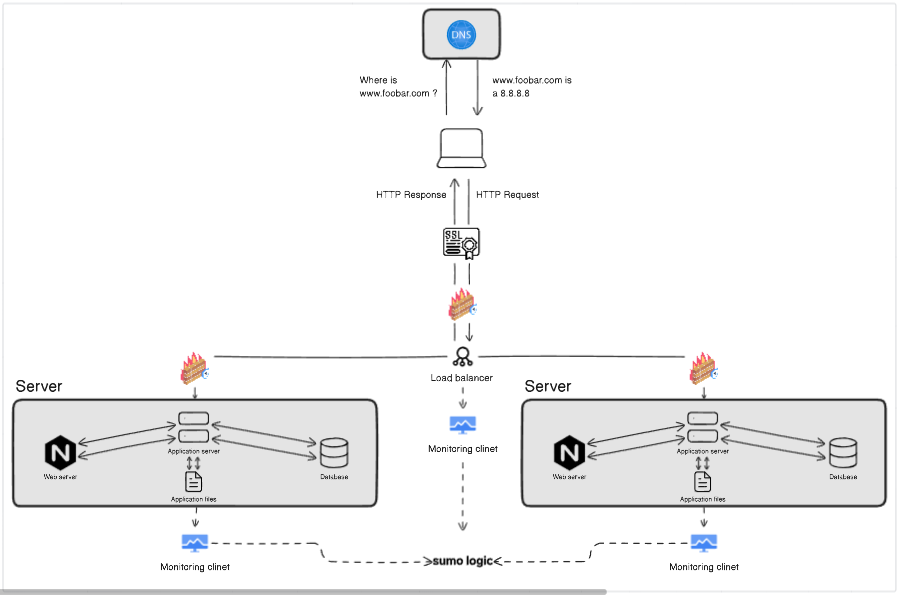 DNS
Where is
www.foobar.com ?
www.foobar.com is
a 8.8.8.8
HTTP Response
HTTP Request
SSL
Load balancer
Server
Server
Monitoring clinet
N
Web server
Application server
Application files
Database
N
Web server
Application server
Application files
Database
Monitoring clinet
sumo logic
Monitoring clinet